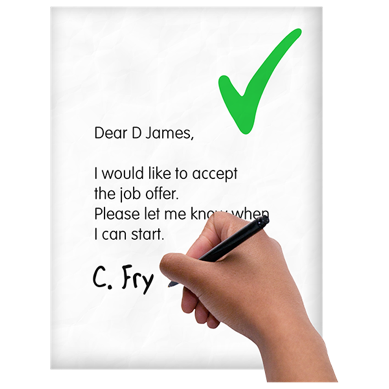 Dear D James,
I would like to accept
the job offer.
Please let me know when
I can start.
C. Fry